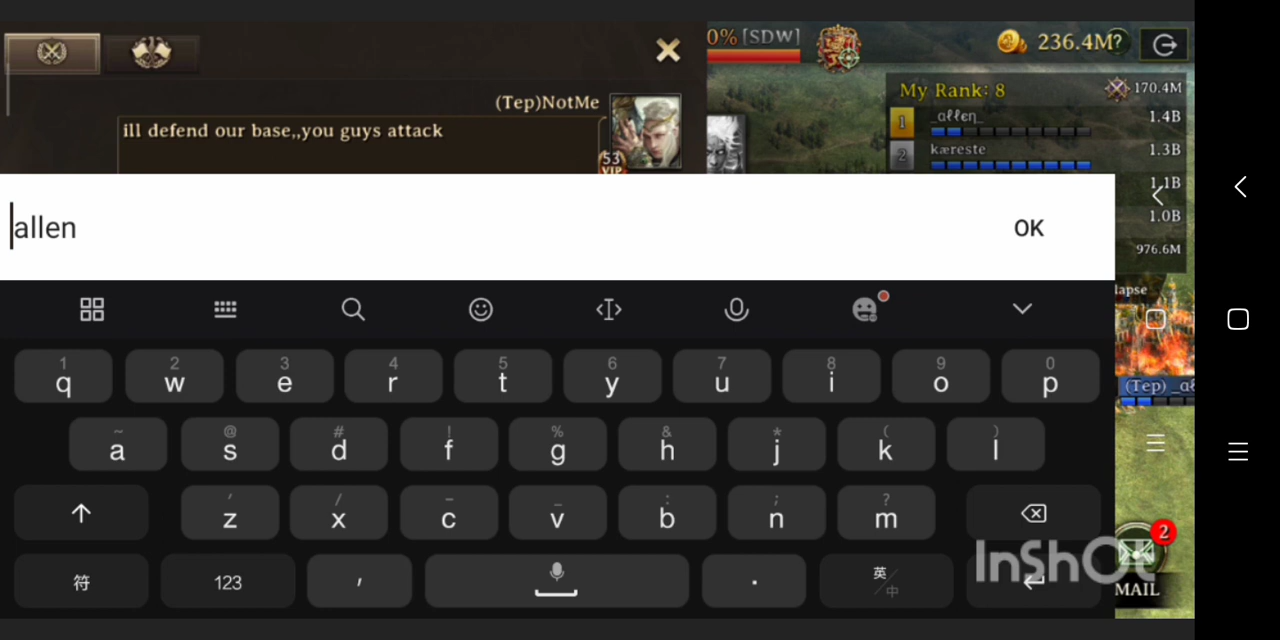 0% [SDW]
236.4M?
(Tep)NotMe
My Rank: 8
170.4M
ill defend our base,,you guys attack
1
_αℓℓєη_
1.4B
53
VIP
2
kæreste
1.3B
1.1B
allen
OK
1.0B
976.6M
lapse
1 2 3 4 5 6 7 8 9 0
q w e r t y u i o p
(Tep) _αℓ
~ @ # ! % & * ( )
a s d f g h j k l
' / – _ : ; ?
z x c v b n m
2
InShOt
符 123 , . 英/中
MAIL